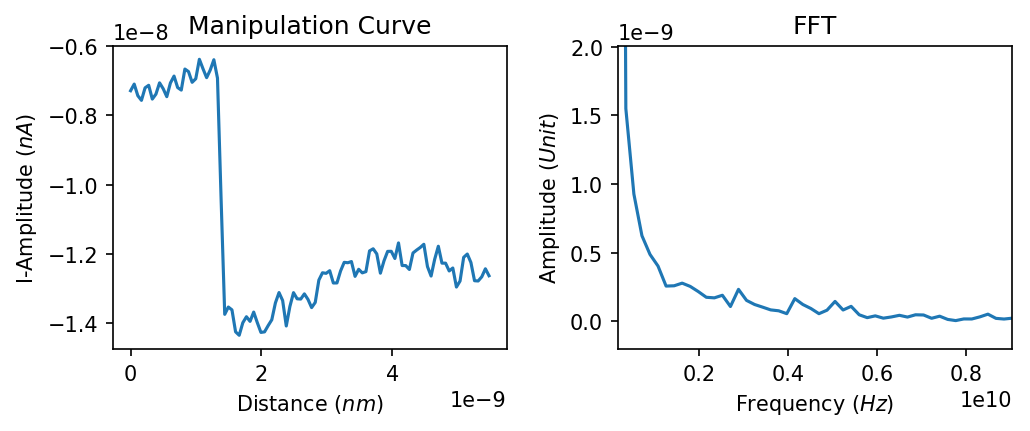 Manipulation Curve
1e−8
−0.6
−0.8
−1.0
−1.2
−1.4
I-Amplitude (nA)
0
2
4
1e−9
Distance (nm)
FFT
1e−9
2.0
1.5
1.0
0.5
0.0
Amplitude (Unit)
0.2
0.4
0.6
0.8
1e10
Frequency (Hz)